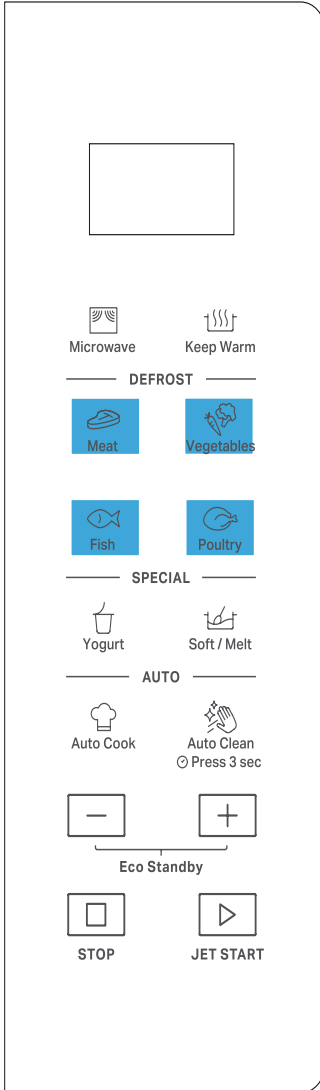 Microwave
Keep Warm
DEFROST
Meat
Vegetables
Fish
Poultry
SPECIAL
Yogurt
Soft / Melt
AUTO
Auto Cook
Auto Clean
Press 3 sec
Eco Standby
STOP
JET START